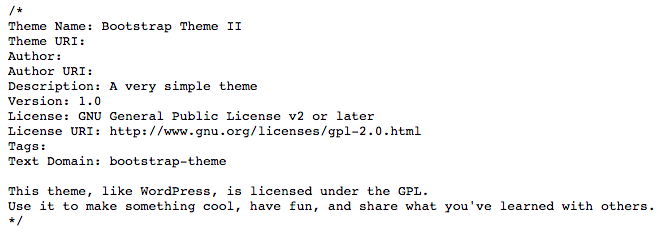 /*
Theme Name: Bootstrap Theme II
Theme URI:
Author:
Author URI:
Description: A very simple theme
Version: 1.0
License: GNU General Public License v2 or later
License URI: http://www.gnu.org/licenses/gpl-2.0.html
Tags:
Text Domain: bootstrap-theme

This theme, like WordPress, is licensed under the GPL.
Use it to make something cool, have fun, and share what you've learned with others.
*/